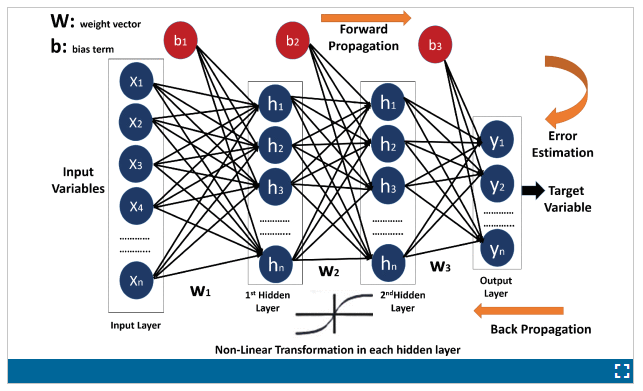 W: weight vector
b: bias term
b1
b2
b3
Forward
Propagation
x1
x2
x3
x4
............
............
xn
Input
Variables
h1
h2
h3
............
............
hn
h1
h2
h3
............
............
hn
y1
y2
............
............
yn
Error
Estimation
Target
Variable
w1
w2
w3
Input Layer
1st Hidden
Layer
2ndHidden
Layer
Output
Layer
Back Propagation
Non-Linear Transformation in each hidden layer